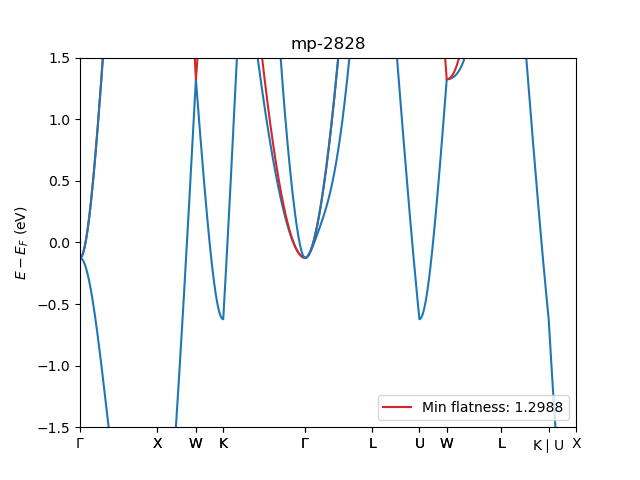 mp-2828
1.5
1.0
0.5
0.0
−0.5
−1.0
−1.5
E − E_F (eV)
Min flatness: 1.2988
Γ X W K Γ L U W L K | U X